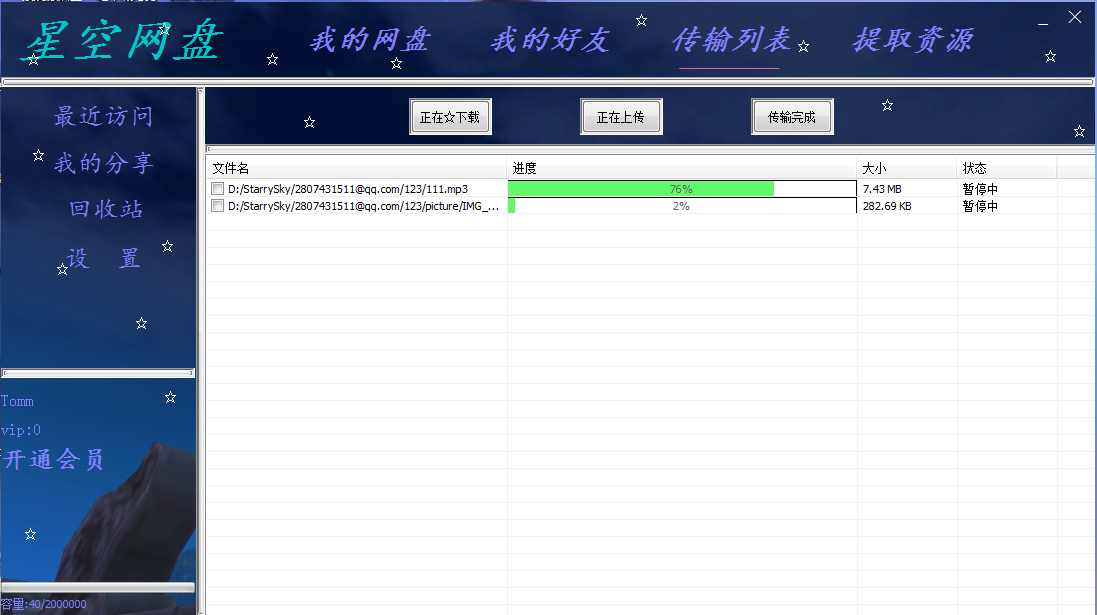 星空网盘 我的网盘 我的好友 传输列表 提取资源
最近访问
我的分享
回收站
设 置
Tomm
vip:0
开通会员
容量:40/2000000
正在下载 正在上传 传输完成
文件名 进度 大小 状态
D:/StarrySky/2807431511@qq.com/123/111.mp3 76% 7.43 MB 暂停中
D:/StarrySky/2807431511@qq.com/123/picture/IMG_... 2% 282.69 KB 暂停中